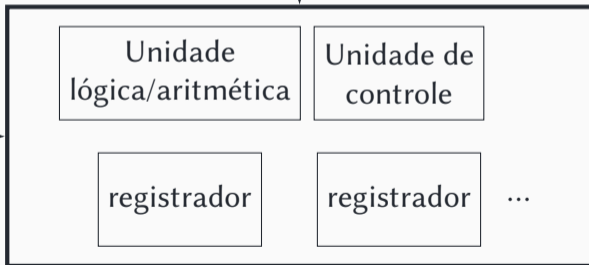 Unidade
lógica/aritmética
Unidade de
controle
registrador
registrador
...